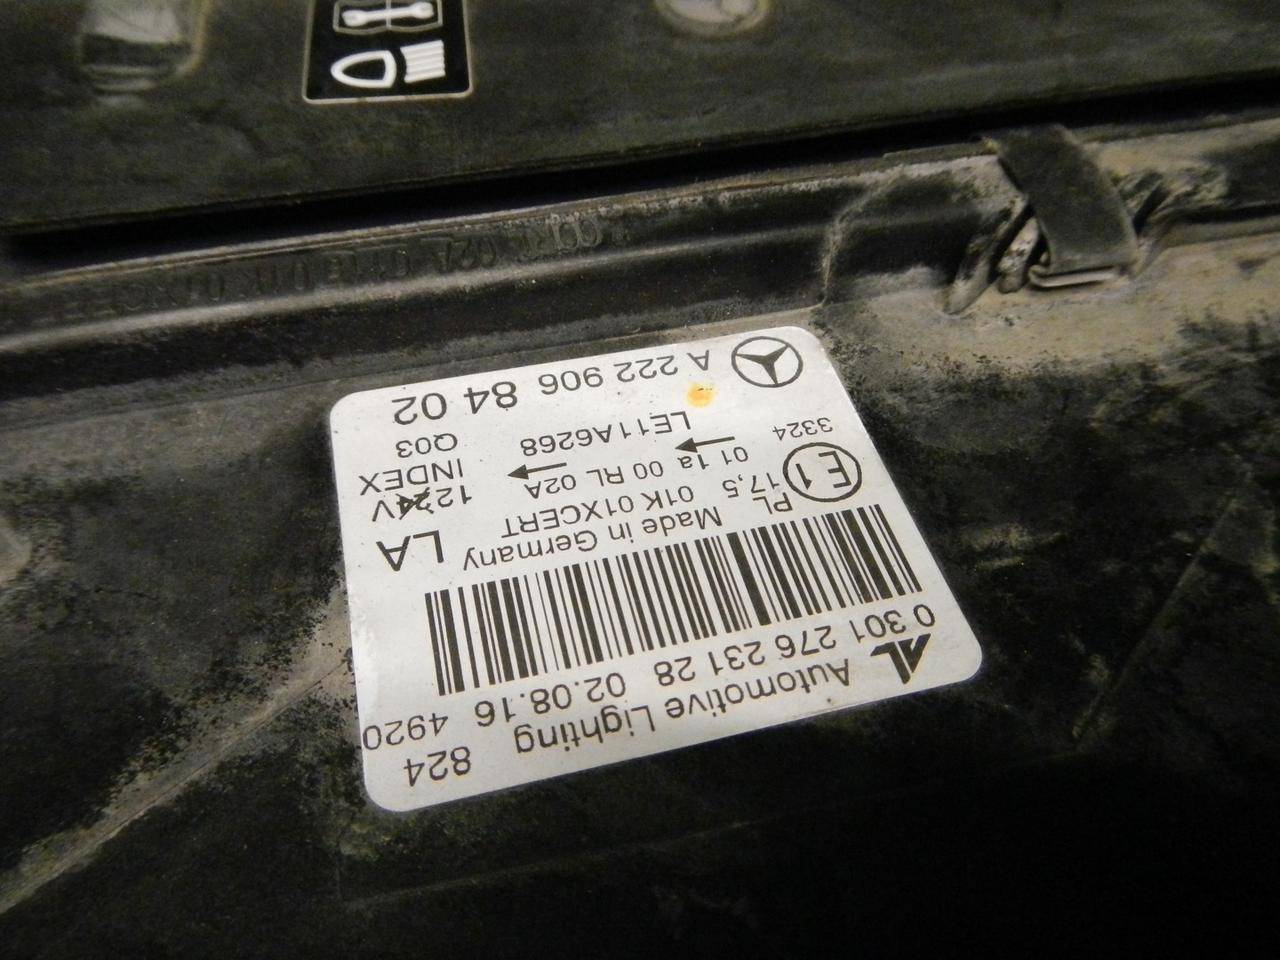 Automotive Lighting 824
0 301 276 231 28 02.08.16 4920
Made in Germany LA
PL 01K 01XCERT
17,5
E1 01 1a 00 RL 02A 12V
3324 LE11A6268 INDEX
Q03
A 222 906 84 02